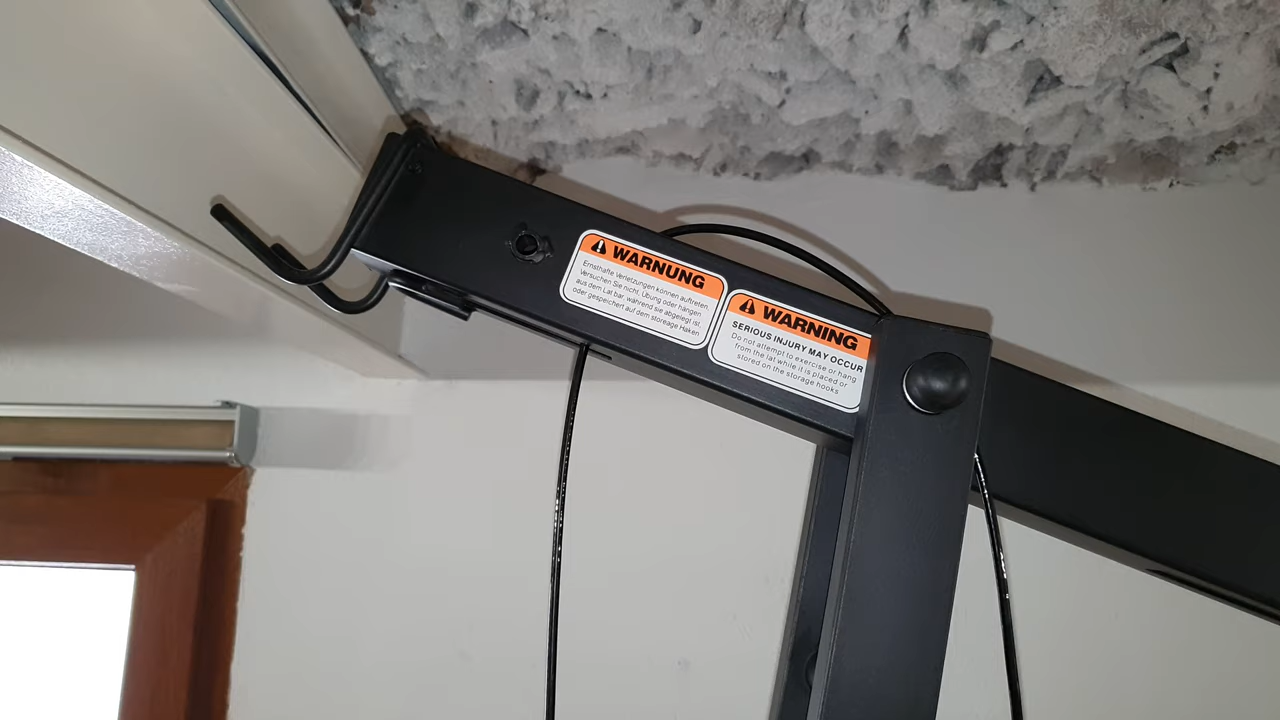 WARNUNG
Ernsthafte Verletzungen können auftreten,
Versuchen Sie nicht, Übung oder hängen
aus dem Lat bar, während sie abgelegt ist
oder gespeichert auf dem storeage Haken
WARNING
SERIOUS INJURY MAY OCCUR
Do not attempt to exercise or hang
from the lat while it is placed or
stored on the storage hooks